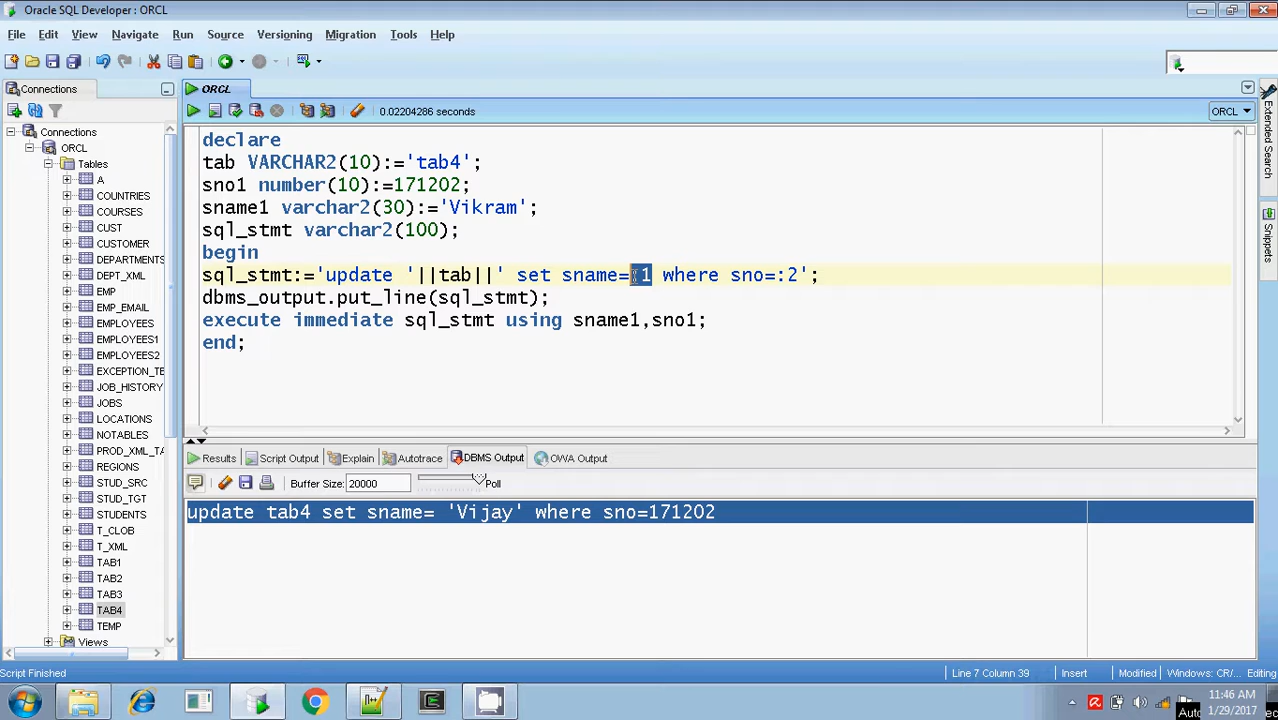 Oracle SQL Developer : ORCL
File Edit View Navigate Run Source Versioning Migration Tools Help
Connections
ORCL
0.02204286 seconds
ORCL
Connections
ORCL
Tables
A
COUNTRIES
COURSES
CUST
CUSTOMER
DEPARTMENTS
DEPT_XML
EMP
EMP_EMAIL
EMPLOYEES
EMPLOYEES1
EMPLOYEES2
EXCEPTION_TE
JOB_HISTORY
JOBS
LOCATIONS
NOTABLES
PROD_XML_TA
REGIONS
STUD_SRC
STUD_TGT
STUDENTS
T_CLOB
T_XML
TAB1
TAB2
TAB3
TAB4
TEMP
Views
declare
tab VARCHAR2(10):='tab4';
sno1 number(10):=171202;
sname1 varchar2(30):='Vikram';
sql_stmt varchar2(100);
begin
sql_stmt:='update '||tab||' set sname=:1 where sno=:2';
dbms_output.put_line(sql_stmt);
execute immediate sql_stmt using sname1,sno1;
end;
Extended Search
Snippets
Results Script Output Explain Autotrace DBMS Output OWA Output
Buffer Size: 20000 Poll
update tab4 set sname= 'Vijay' where sno=171202
Script Finished
Line 7 Column 39 Insert Modified Windows: CR/... Editing
11:46 AM
1/29/2017